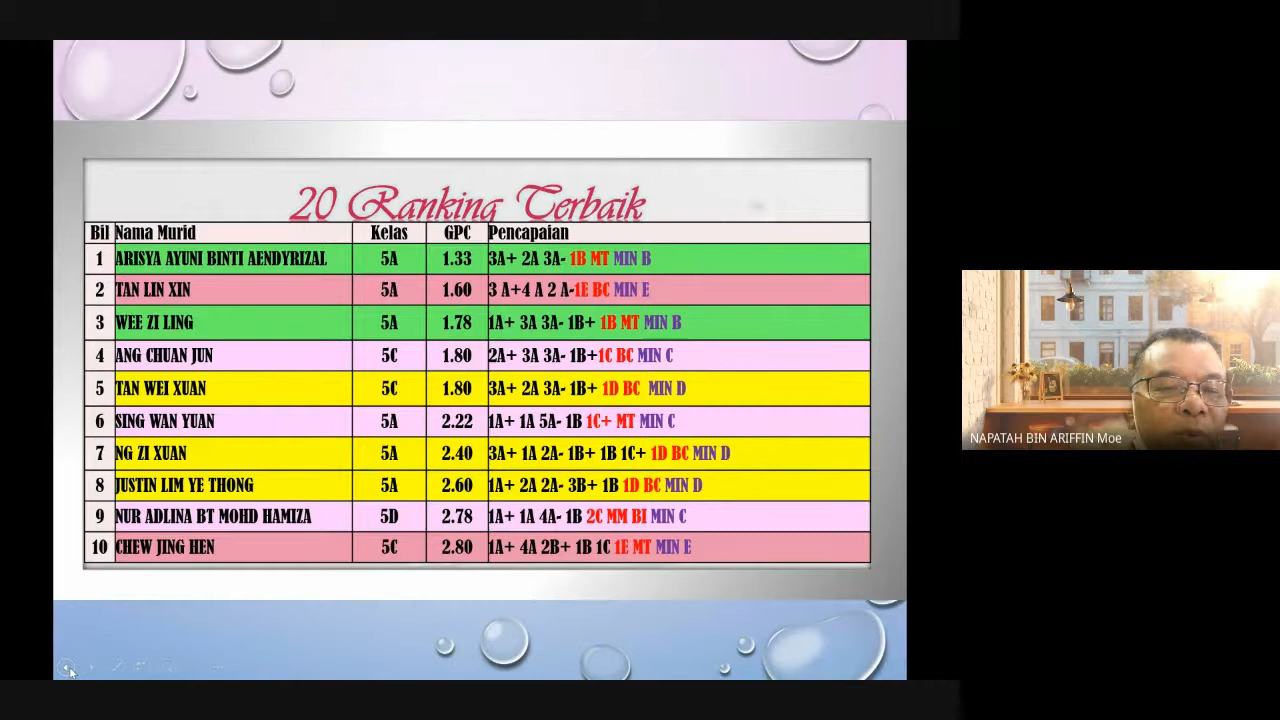 20 Ranking Terbaik
Bil Nama Murid Kelas GPC Pencapaian
1 ARISYA AYUNI BINTI AENDYRIZAL 5A 1.33 3A+ 2A 3A- 1B MT MIN B
2 TAN LIN XIN 5A 1.60 3 A+4 A 2 A-1E BC MIN E
3 WEE ZI LING 5A 1.78 1A+ 3A 3A- 1B+ 1B MT MIN B
4 ANG CHUAN JUN 5C 1.80 2A+ 3A 3A- 1B+1C BC MIN C
5 TAN WEI XUAN 5C 1.80 3A+ 2A 3A- 1B+ 1D BC MIN D
6 SING WAN YUAN 5A 2.22 1A+ 1A 5A- 1B 1C+ MT MIN C
7 NG ZI XUAN 5A 2.40 3A+ 1A 2A- 1B+ 1B 1C+ 1D BC MIN D
8 JUSTIN LIM YE THONG 5A 2.60 1A+ 2A 2A- 3B+ 1B 1D BC MIN D
9 NUR ADLINA BT MOHD HAMIZA 5D 2.78 1A+ 1A 4A- 1B 2C MM BI MIN C
10 CHEW JING HEN 5C 2.80 1A+ 4A 2B+ 1B 1C 1E MT MIN E
NAPATAH BIN ARIFFIN Moe